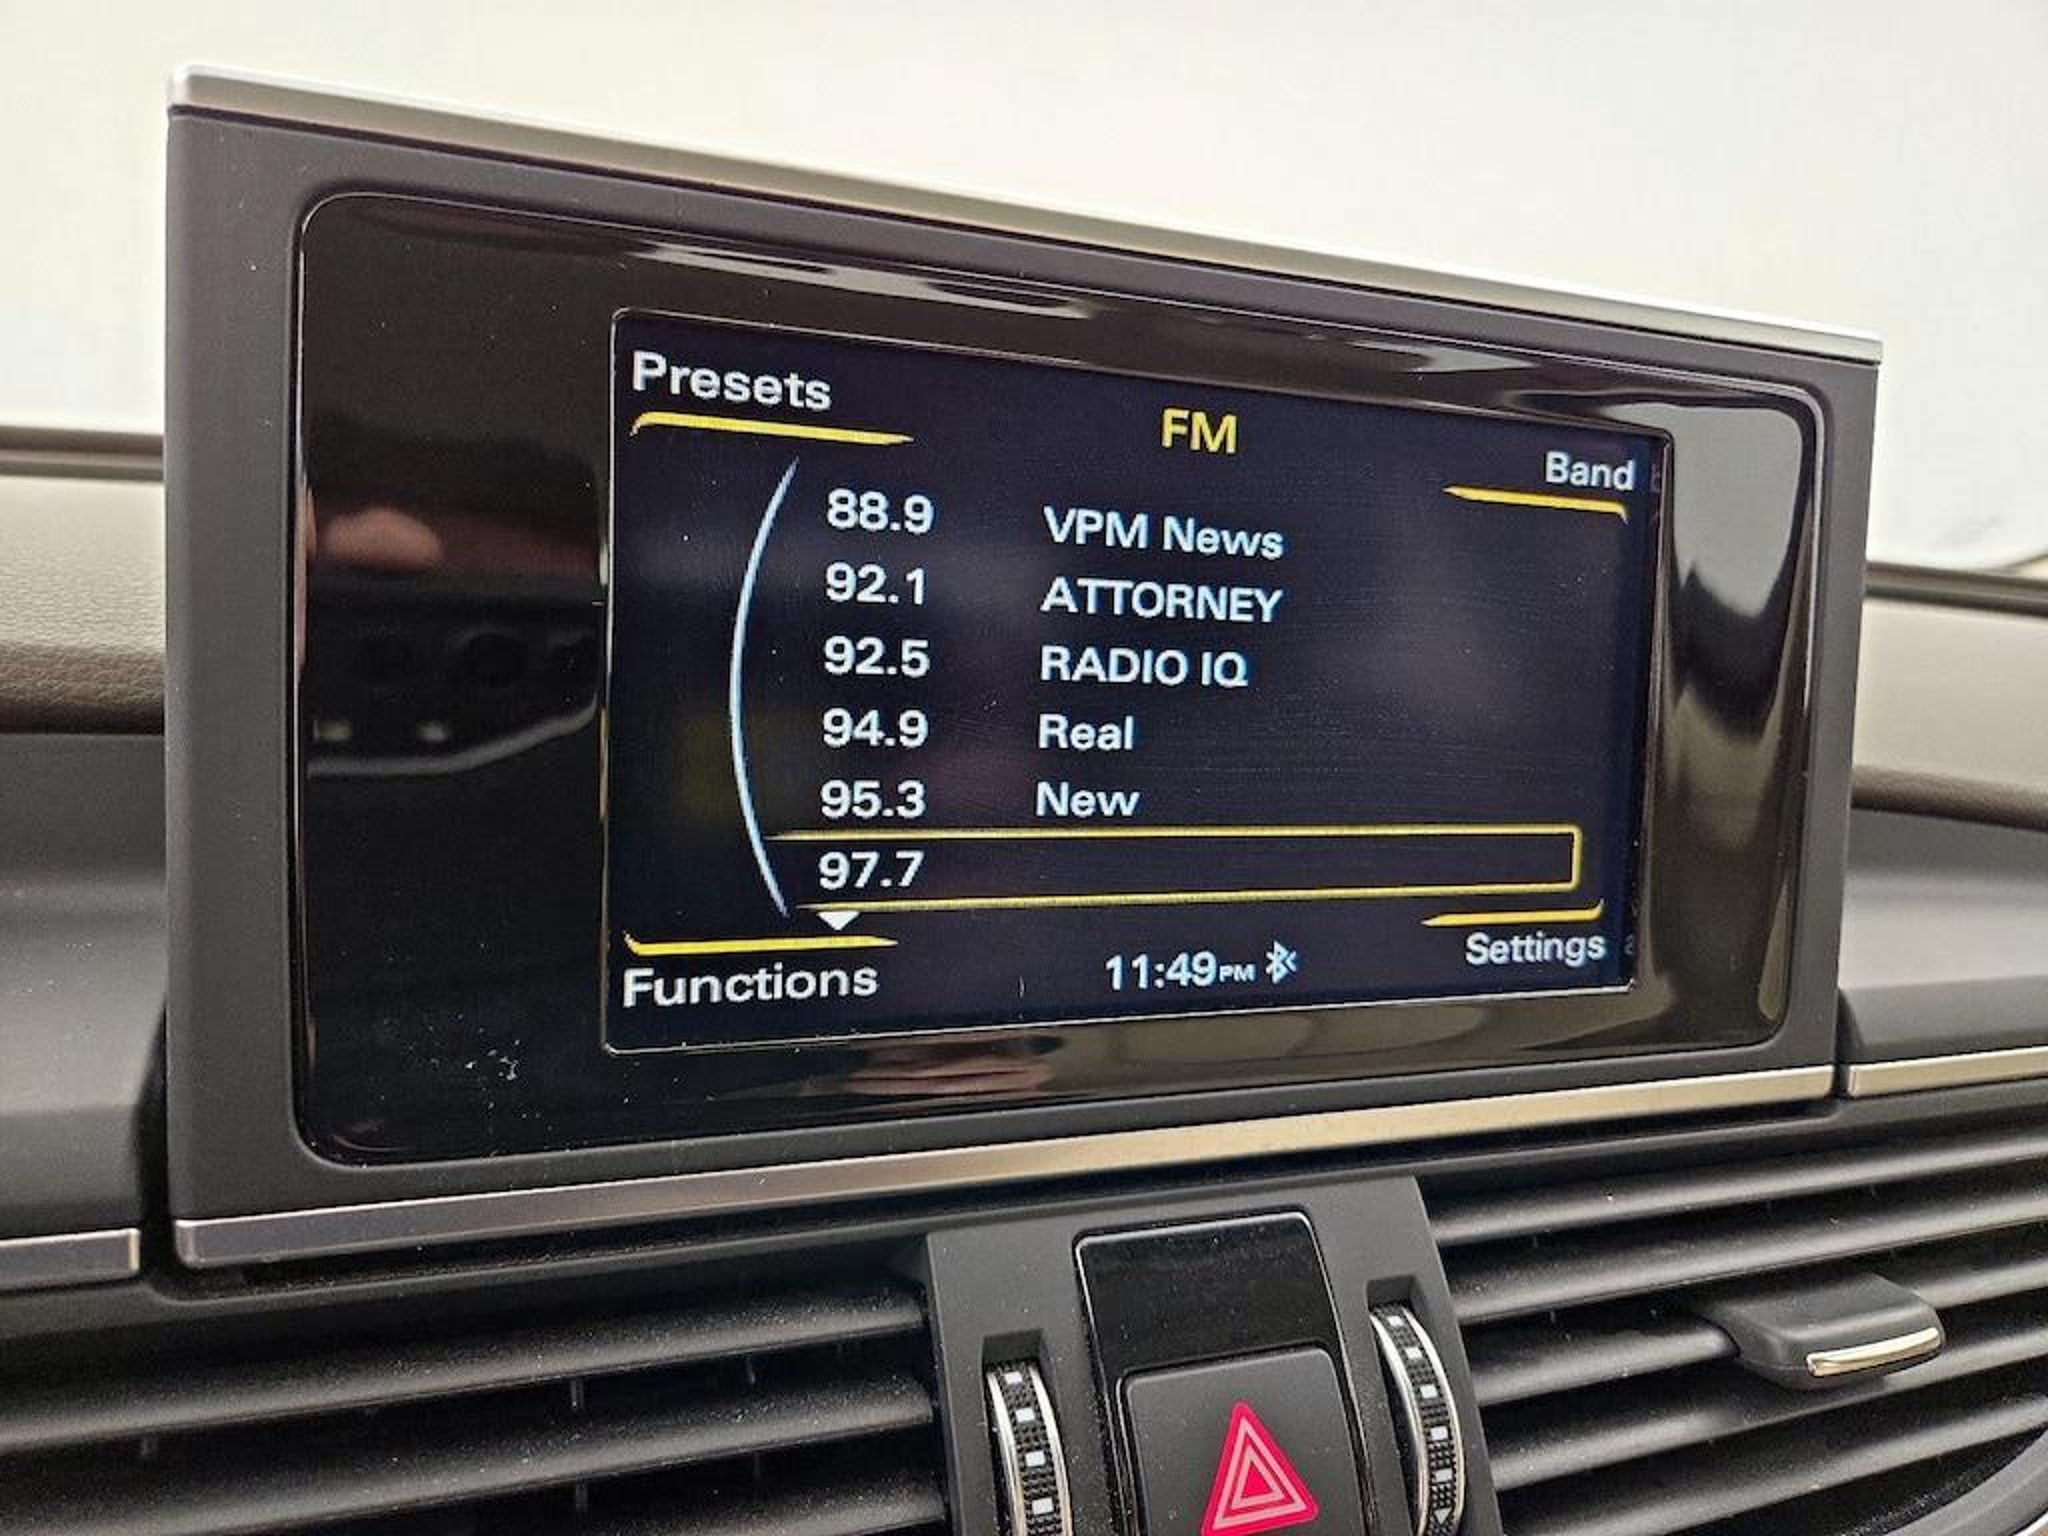 Presets
FM
Band
88.9 VPM News
92.1 ATTORNEY
92.5 RADIO IQ
94.9 Real
95.3 New
97.7
Functions
11:49PM
Settings